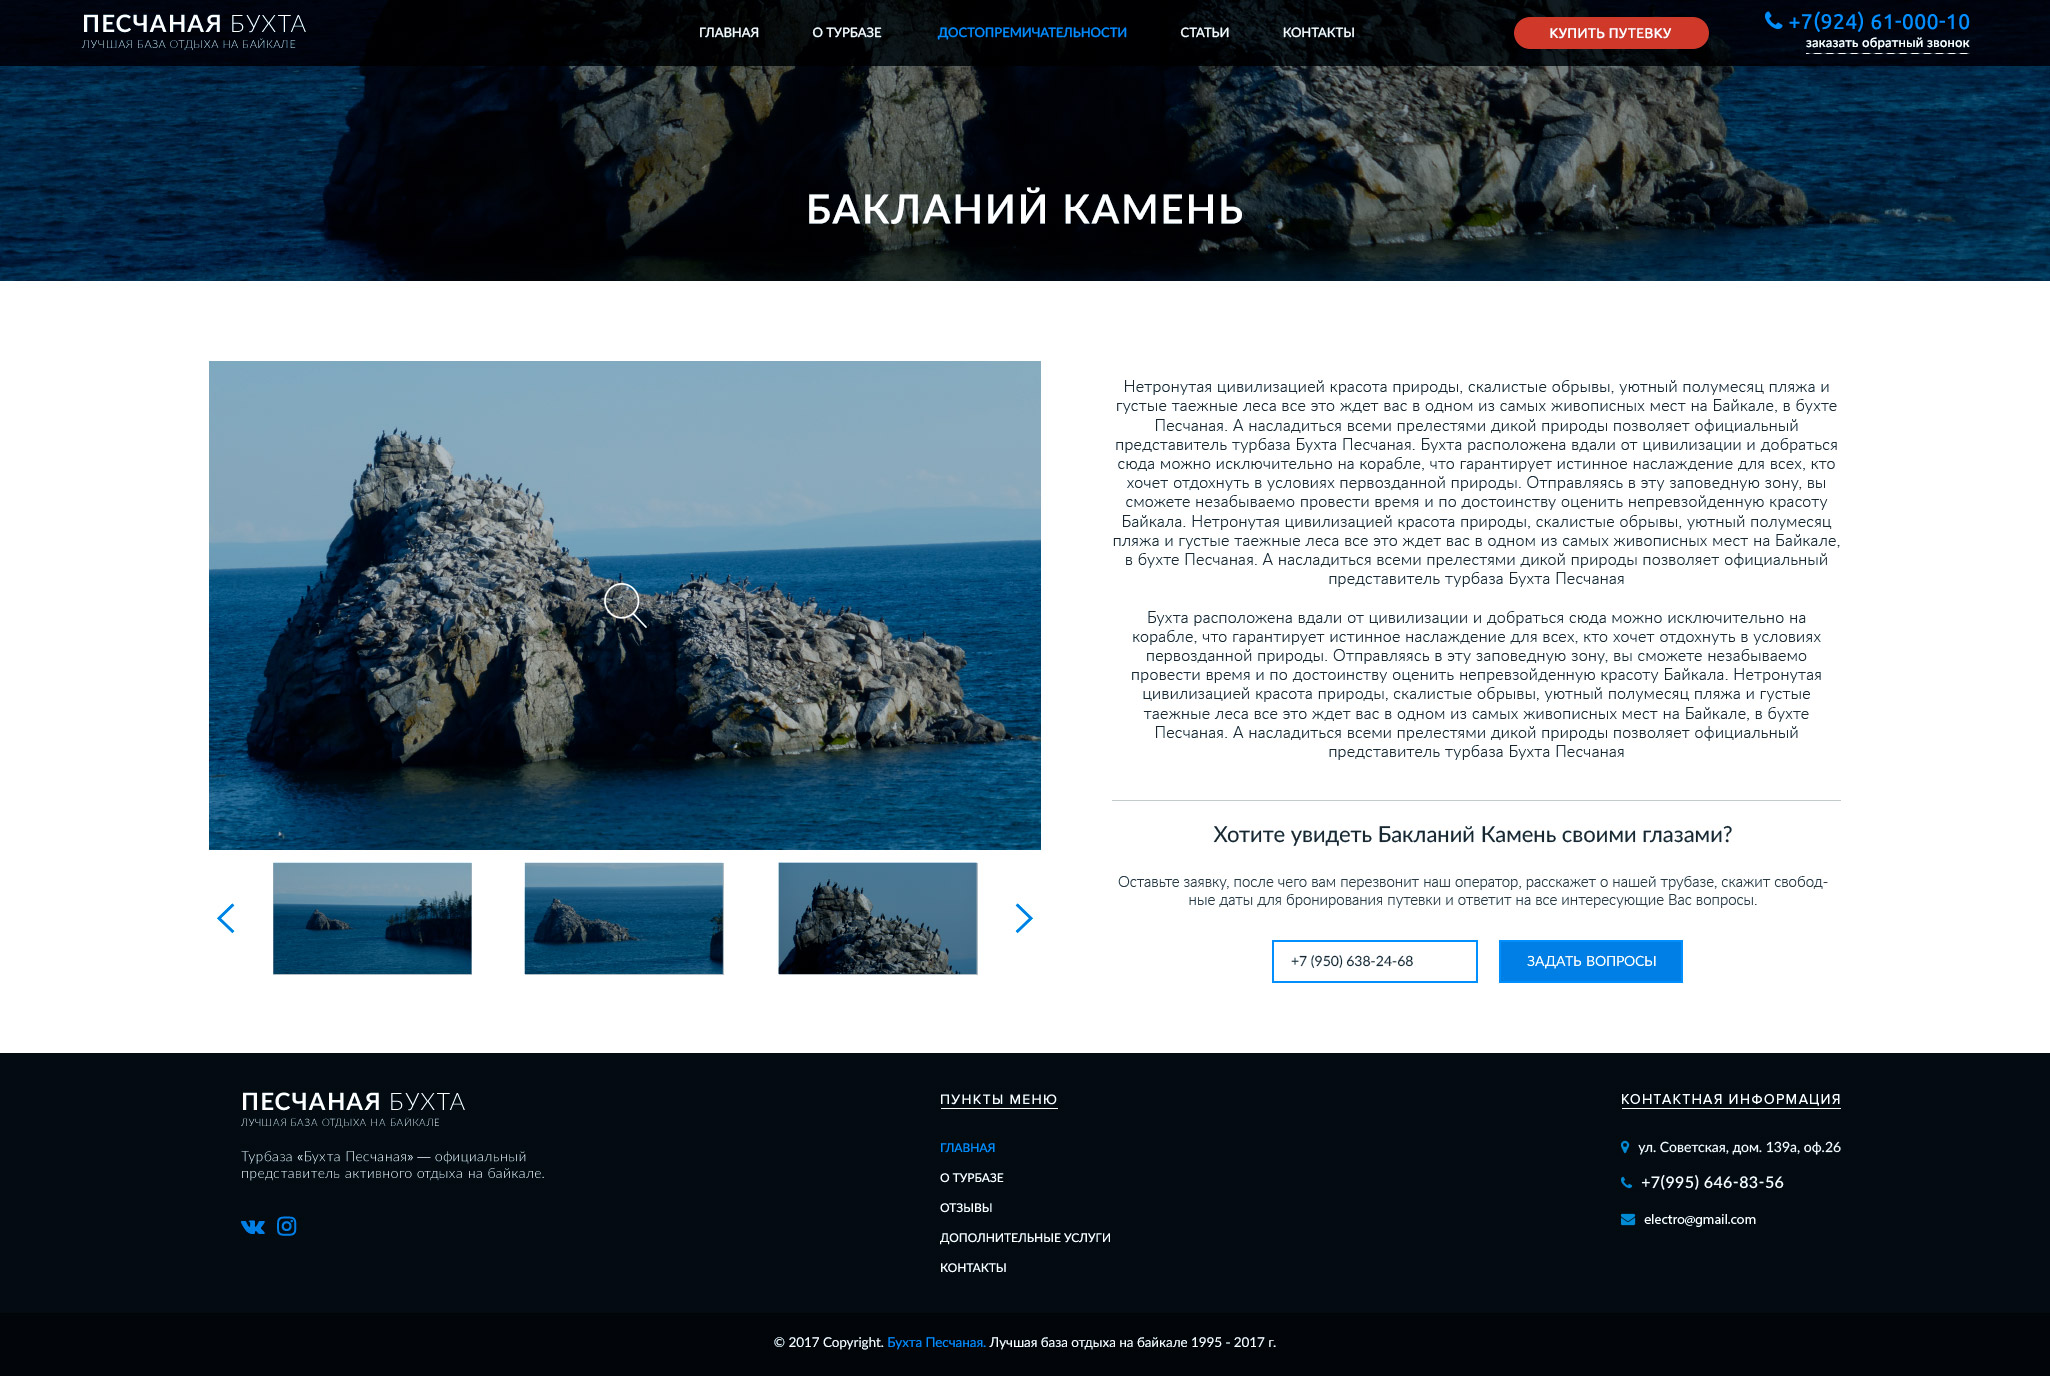 ПЕСЧАНАЯ БУХТА
ЛУЧШАЯ БАЗА ОТДЫХА НА БАЙКАЛЕ
ГЛАВНАЯ
О ТУРБАЗЕ
ДОСТОПРЕМИЧАТЕЛЬНОСТИ
СТАТЬИ
КОНТАКТЫ
КУПИТЬ ПУТЕВКУ
+7(924) 61-000-10
заказать обратный звонок
БАКЛАНИЙ КАМЕНЬ
Нетронутая цивилизацией красота природы, скалистые обрывы, уютный полумесяц пляжа и
густые таежные леса все это ждет вас в одном из самых живописных мест на Байкале, в бухте
Песчаная. А насладиться всеми прелестями дикой природы позволяет официальный
представитель турбаза Бухта Песчаная. Бухта расположена вдали от цивилизации и добраться
сюда можно исключительно на корабле, что гарантирует истинное наслаждение для всех, кто
хочет отдохнуть в условиях первозданной природы. Отправляясь в эту заповедную зону, вы
сможете незабываемо провести время и по достоинству оценить непревзойденную красоту
Байкала. Нетронутая цивилизацией красота природы, скалистые обрывы, уютный полумесяц
пляжа и густые таежные леса все это ждет вас в одном из самых живописных мест на Байкале,
в бухте Песчаная. А насладиться всеми прелестями дикой природы позволяет официальный
представитель турбаза Бухта Песчаная
Бухта расположена вдали от цивилизации и добраться сюда можно исключительно на
корабле, что гарантирует истинное наслаждение для всех, кто хочет отдохнуть в условиях
первозданной природы. Отправляясь в эту заповедную зону, вы сможете незабываемо
провести время и по достоинству оценить непревзойденную красоту Байкала. Нетронутая
цивилизацией красота природы, скалистые обрывы, уютный полумесяц пляжа и густые
таежные леса все это ждет вас в одном из самых живописных мест на Байкале, в бухте
Песчаная. А насладиться всеми прелестями дикой природы позволяет официальный
представитель турбаза Бухта Песчаная
Хотите увидеть Бакланий Камень своими глазами?
Оставьте заявку, после чего вам перезвонит наш оператор, расскажет о нашей трубазе, скажит свобод-
ные даты для бронирования путевки и ответит на все интересующие Вас вопросы.
+7 (950) 638-24-68
ЗАДАТЬ ВОПРОСЫ
ПЕСЧАНАЯ БУХТА
ЛУЧШАЯ БАЗА ОТДЫХА НА БАЙКАЛЕ
Турбаза «Бухта Песчаная» — официальный
представитель активного отдыха на байкале.
ПУНКТЫ МЕНЮ
ГЛАВНАЯ
О ТУРБАЗЕ
ОТЗЫВЫ
ДОПОЛНИТЕЛЬНЫЕ УСЛУГИ
КОНТАКТЫ
КОНТАКТНАЯ ИНФОРМАЦИЯ
ул. Советская, дом. 139а, оф.26
+7(995) 646-83-56
electro@gmail.com
© 2017 Copyright. Бухта Песчаная. Лучшая база отдыха на байкале 1995 - 2017 г.